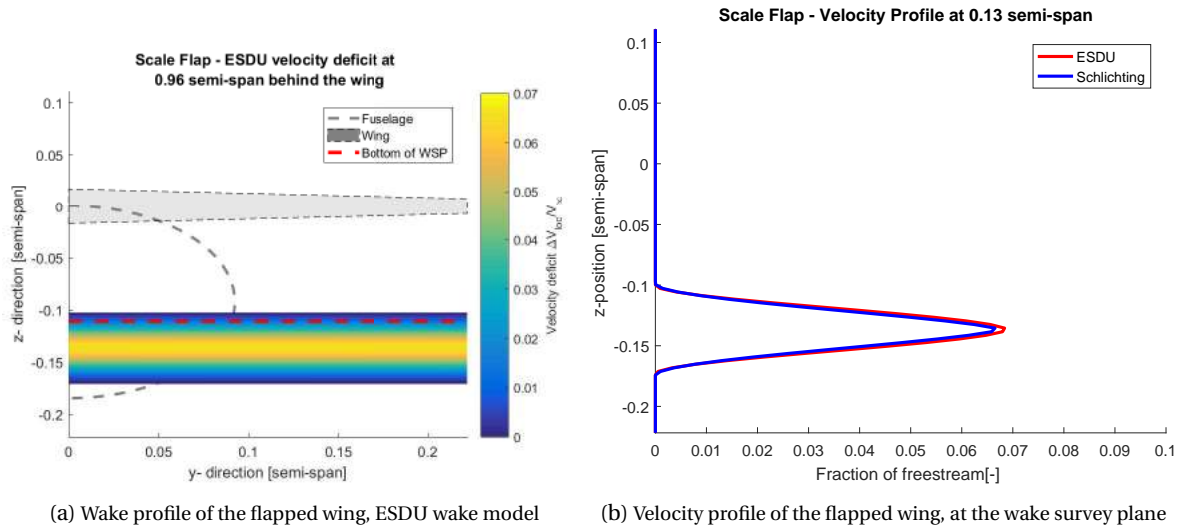 Scale Flap - ESDU velocity deficit at
0.96 semi-span behind the wing
z- direction [semi-span]
0.1
0.05
0
-0.05
-0.1
-0.15
-0.2
Fuselage
Wing
Bottom of WSP
0
0.05
0.1
0.15
0.2
y- direction [semi-span]
0.07
0.06
0.05
0.04
0.03
0.02
0.01
0
Velocity deficit ΔV
(a) Wake profile of the flapped wing, ESDU wake model
Scale Flap - Velocity Profile at 0.13 semi-span
z-position [semi-span]
0.1
0.05
0
-0.05
-0.1
-0.15
-0.2
ESDU
Schlichting
0
0.01
0.02
0.03
0.04
0.05
0.06
0.07
0.08
0.09
0.1
Fraction of freestream[-]
(b) Velocity profile of the flapped wing, at the wake survey plane